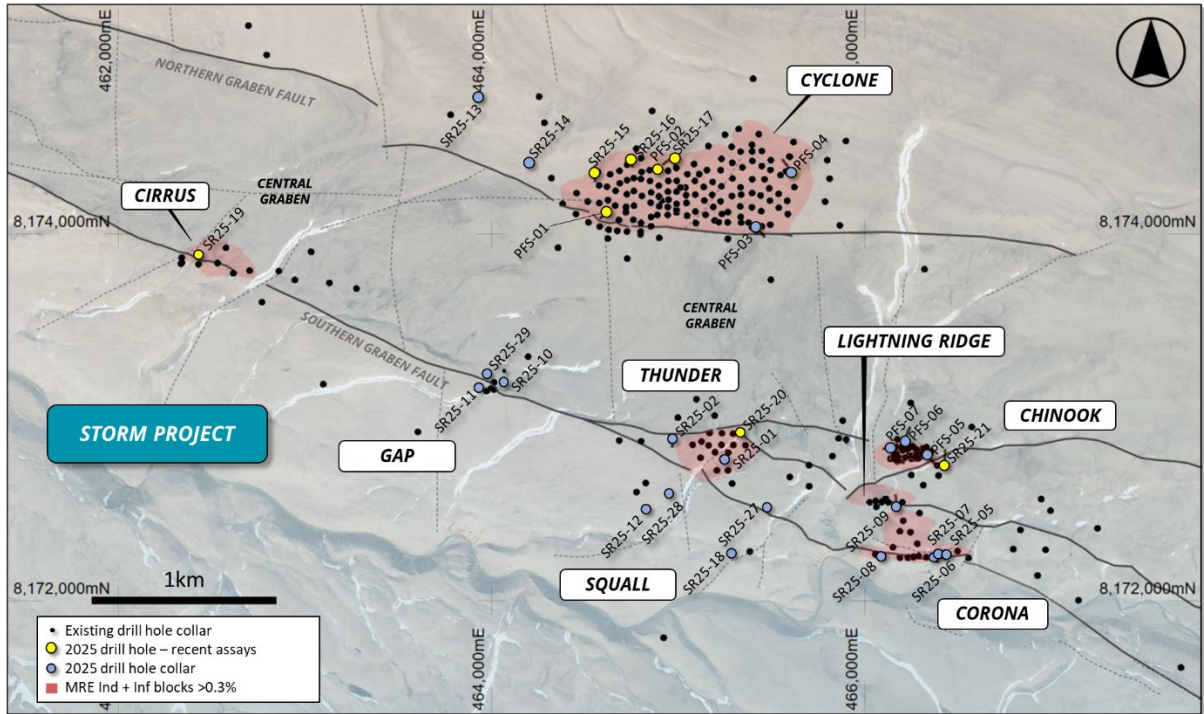 462,000mE
464,000mE
466,000mE
NORTHERN GRABEN FAULT
CYCLONE
SR25-13
SR25-14
SR25-15
SR25-16
PFS-02
SR25-17
PFS-04
CIRRUS
CENTRAL
GRABEN
SR25-19
8,174,000mN
8,174,000mN
PFS-01
PFS-03
SOUTHERN GRABEN FAULT
CENTRAL
GRABEN
LIGHTNING RIDGE
SR25-29
SR25-10
SR25-11
THUNDER
SR25-02
SR25-20
SR25-01
PFS-07
PFS-06
PFS-05
SR25-21
CHINOOK
STORM PROJECT
GAP
SR25-12
SR25-28
SR25-27
SR25-18
SR25-09
SR25-07
SR25-05
SR25-08
SR25-06
SQUALL
1km
8,172,000mN
8,172,000mN
CORONA
Existing drill hole collar
2025 drill hole – recent assays
2025 drill hole collar
MRE Ind + Inf blocks >0.3%
464,000mE
466,000mE